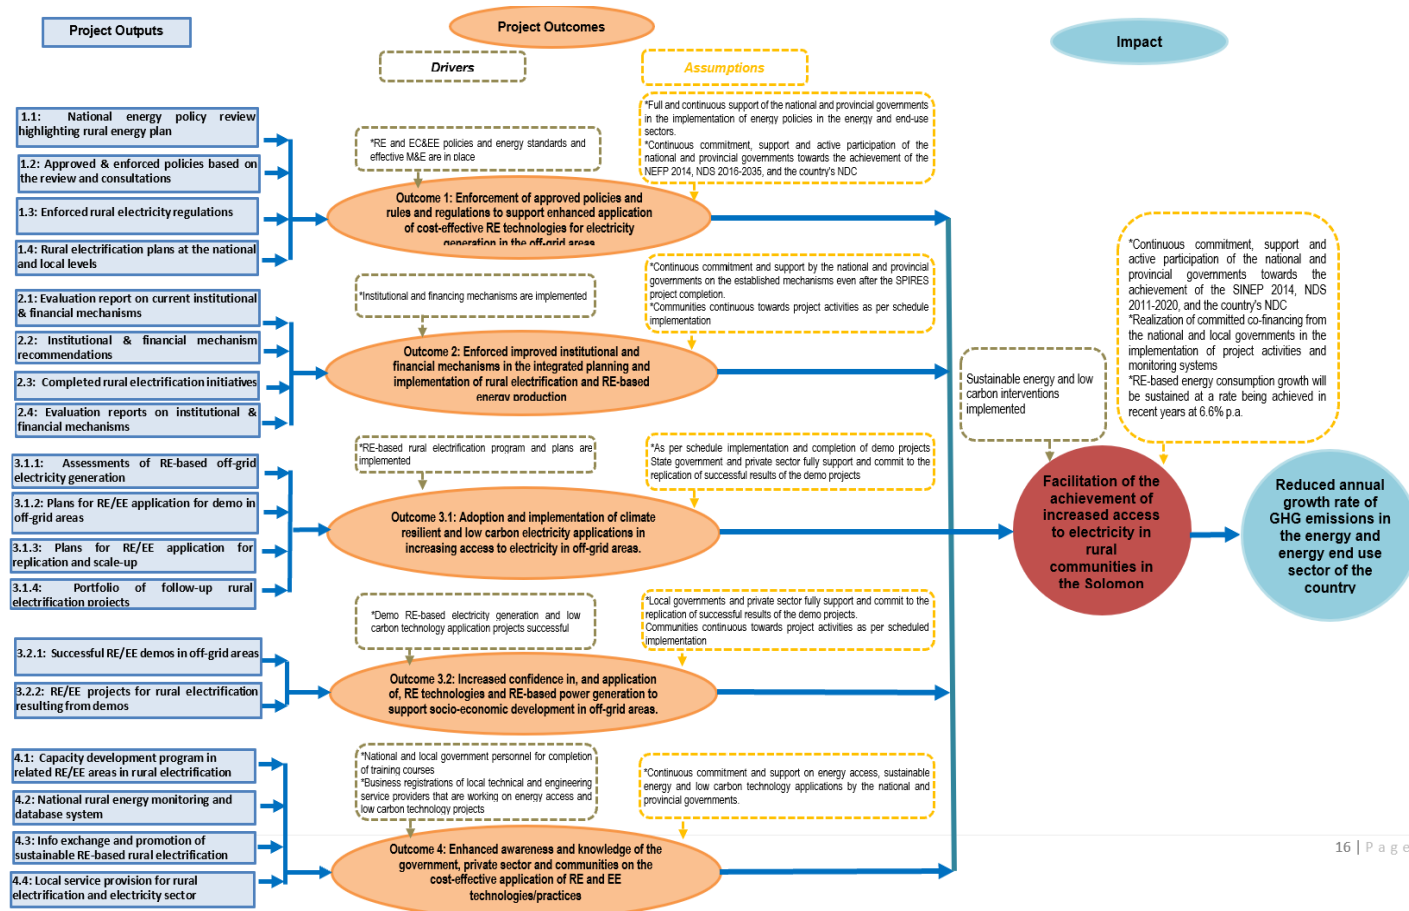 Project Outputs
Project Outcomes
Impact
Drivers
Assumptions
1.1: National energy policy review
highlighting rural energy plan
1.2: Approved & enforced policies based on
the review and consultations
1.3: Enforced rural electricity regulations
1.4: Rural electrification plans at the national
and local levels
*RE and EC&EE policies and energy standards and
effective M&E are in place
*Full and continuous support of the national and provincial governments
in the implementation of energy policies in the energy and end-use
sectors.
*Continuous commitment, support and active participation of the
national and provincial governments towards the achievement of the
NEFP 2014, NDS 2016-2035, and the country's NDC
Outcome 1: Enforcement of approved policies and
rules and regulations to support enhanced application
of cost-effective RE technologies for electricity
generation in the off-grid areas
2.1: Evaluation report on current institutional
& financial mechanisms
2.2: Institutional & financial mechanism
recommendations
2.3: Completed rural electrification initiatives
2.4: Evaluation reports on institutional &
financial mechanisms
*Institutional and financing mechanisms are implemented
*Continuous commitment and support by the national and provincial
governments on the established mechanisms even after the SPIRES
project completion.
*Communities continuous towards project activities as per schedule
implementation
Outcome 2: Enforced improved institutional and
financial mechanisms in the integrated planning and
implementation of rural electrification and RE-based
energy production
3.1.1: Assessments of RE-based off-grid
electricity generation
3.1.2: Plans for RE/EE application for demo in
off-grid areas
3.1.3: Plans for RE/EE application for
replication and scale-up
3.1.4: Portfolio of follow-up rural
electrification projects
*RE-based rural electrification program and plans are
implemented
*As per schedule implementation and completion of demo projects
State government and private sector fully support and commit to the
replication of successful results of the demo projects
Outcome 3.1: Adoption and implementation of climate
resilient and low carbon electricity applications in
increasing access to electricity in off-grid areas.
3.2.1: Successful RE/EE demos in off-grid areas
3.2.2: RE/EE projects for rural electrification
resulting from demos
*Demo RE-based electricity generation and low
carbon technology application projects successful
*Local governments and private sector fully support and commit to the
replication of successful results of the demo projects.
Communities continuous towards project activities as per scheduled
implementation
Outcome 3.2: Increased confidence in, and application
of, RE technologies and RE-based power generation to
support socio-economic development in off-grid areas.
4.1: Capacity development program in
related RE/EE areas in rural electrification
4.2: National rural energy monitoring and
database system
4.3: Info exchange and promotion of
sustainable RE-based rural electrification
4.4: Local service provision for rural
electrification and electricity sector
*National and local government personnel for completion
of training courses
*Business registrations of local technical and engineering
service providers that are working on energy access and
low carbon technology projects
*Continuous commitment and support on energy access, sustainable
energy and low carbon technology applications by the national and
provincial governments.
Outcome 4: Enhanced awareness and knowledge of the
government, private sector and communities on the
cost-effective application of RE and EE
technologies/practices
Sustainable energy and low
carbon interventions
implemented
*Continuous commitment, support and
active participation of the national and
provincial governments towards the
achievement of the SINEP 2014, NDS
2011-2020, and the country's NDC
*Realization of committed co-financing from
the national and local governments in the
implementation of project activities and
monitoring systems
*RE-based energy consumption growth will
be sustained at a rate being achieved in
recent years at 6.6% p.a.
Facilitation of the
achievement of
increased access
to electricity in
rural
communities in
the Solomon
Reduced annual
growth rate of
GHG emissions in
the energy and
energy end use
sector of the
country
16 | Page